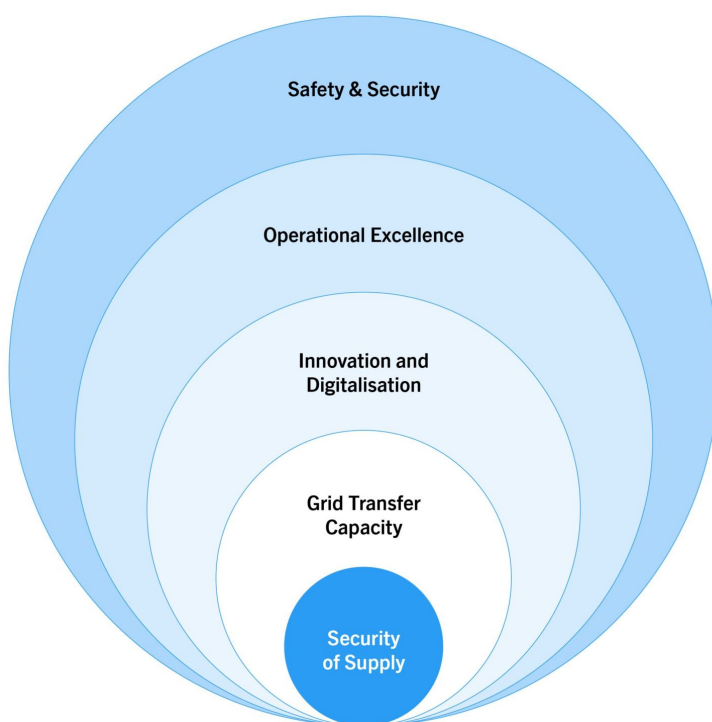 Safety & Security
Operational Excellence
Innovation and
Digitalisation
Grid Transfer
Capacity
Security
of Supply